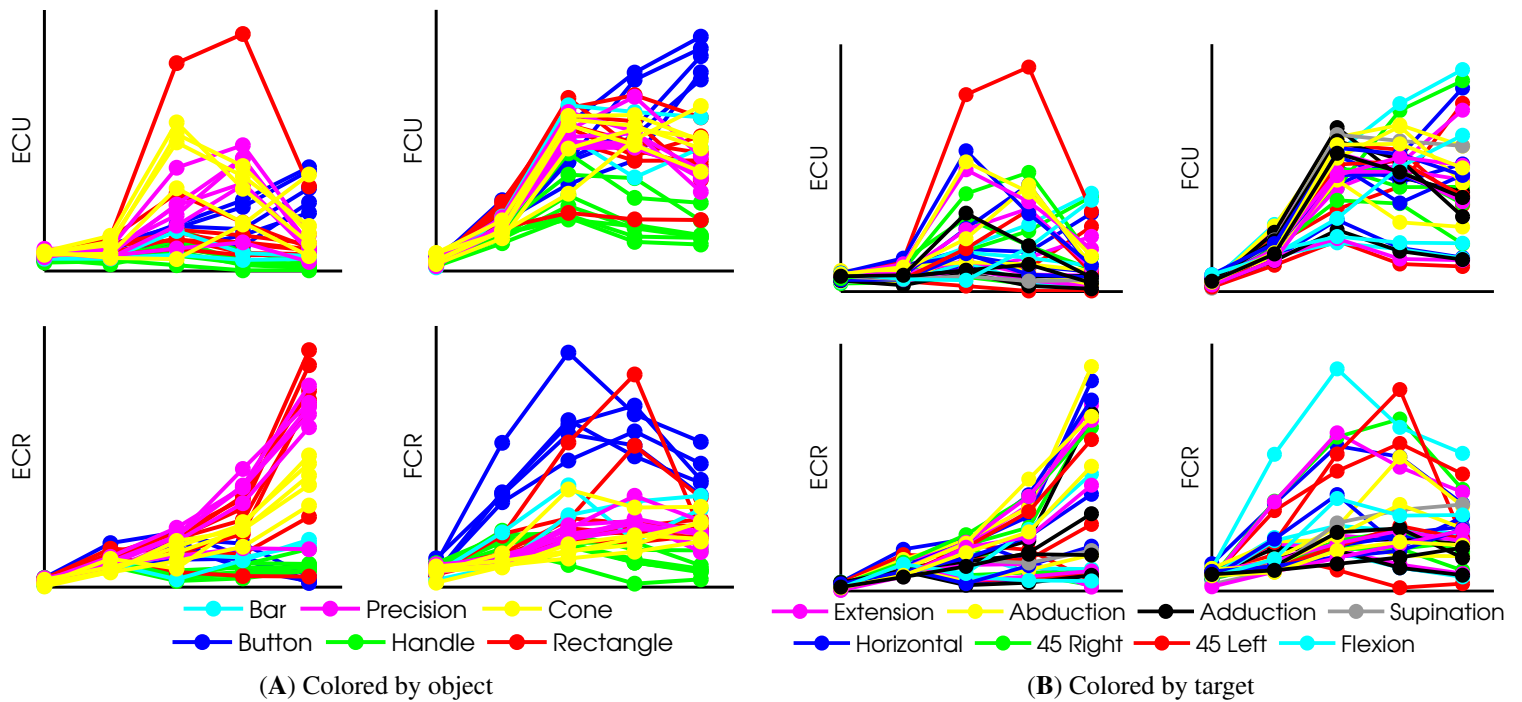 ECU
FCU
ECR
FCR
Bar Precision Cone
Button Handle Rectangle
(A) Colored by object
ECU
FCU
ECR
FCR
Extension Abduction Adduction Supination
Horizontal 45 Right 45 Left Flexion
(B) Colored by target